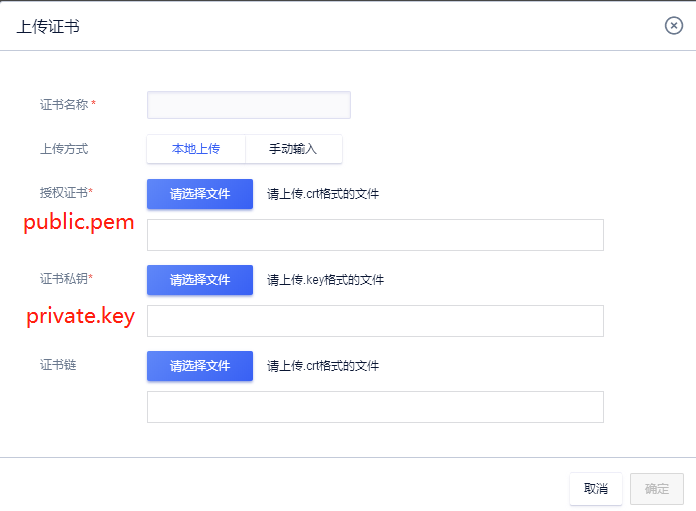 上传证书
证书名称 *
上传方式 本地上传 手动输入
授权证书* 请选择文件 请上传.crt格式的文件
public.pem
证书私钥* 请选择文件 请上传.key格式的文件
private.key
证书链 请选择文件 请上传.crt格式的文件
取消 确定